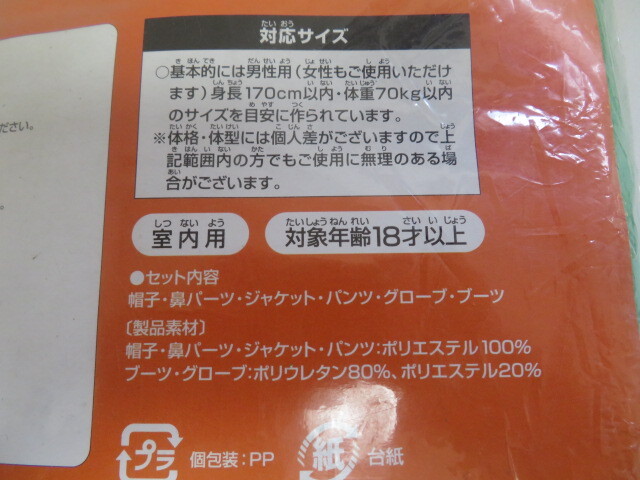 対応サイズ
○基本的には男性用(女性もご使用いただけ
ます)身長170cm以内・体重70kg以内
のサイズを目安に作られています。
※体格・体型には個人差がございますので上
記範囲内の方でもご使用に無理のある場
合がございます。
ださい。
室内用
対象年齢18才以上
●セット内容
帽子・鼻パーツ・ジャケット・パンツ・グローブ・ブーツ
〔製品素材〕
帽子・鼻パーツ・ジャケット・パンツ:ポリエステル100%
ブーツ・グローブ:ポリウレタン80%、ポリエステル20%
プラ
個包装:PP
紙
台紙